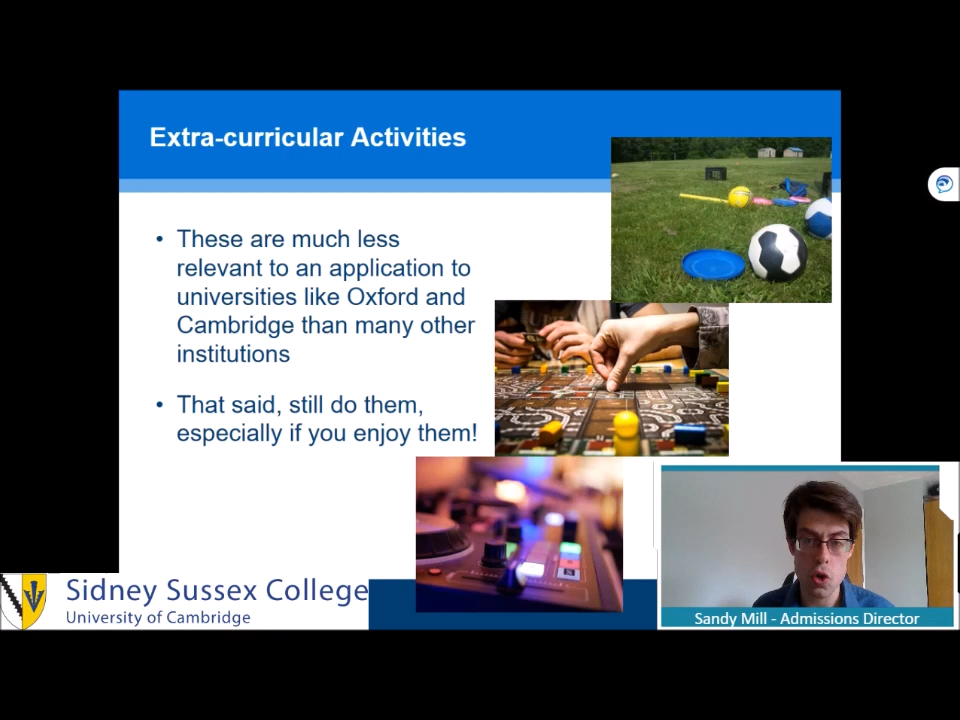 Extra-curricular Activities
• These are much less
relevant to an application to
universities like Oxford and
Cambridge than many other
institutions
• That said, still do them,
especially if you enjoy them!
Sidney Sussex College
University of Cambridge
Sandy Mill - Admissions Director